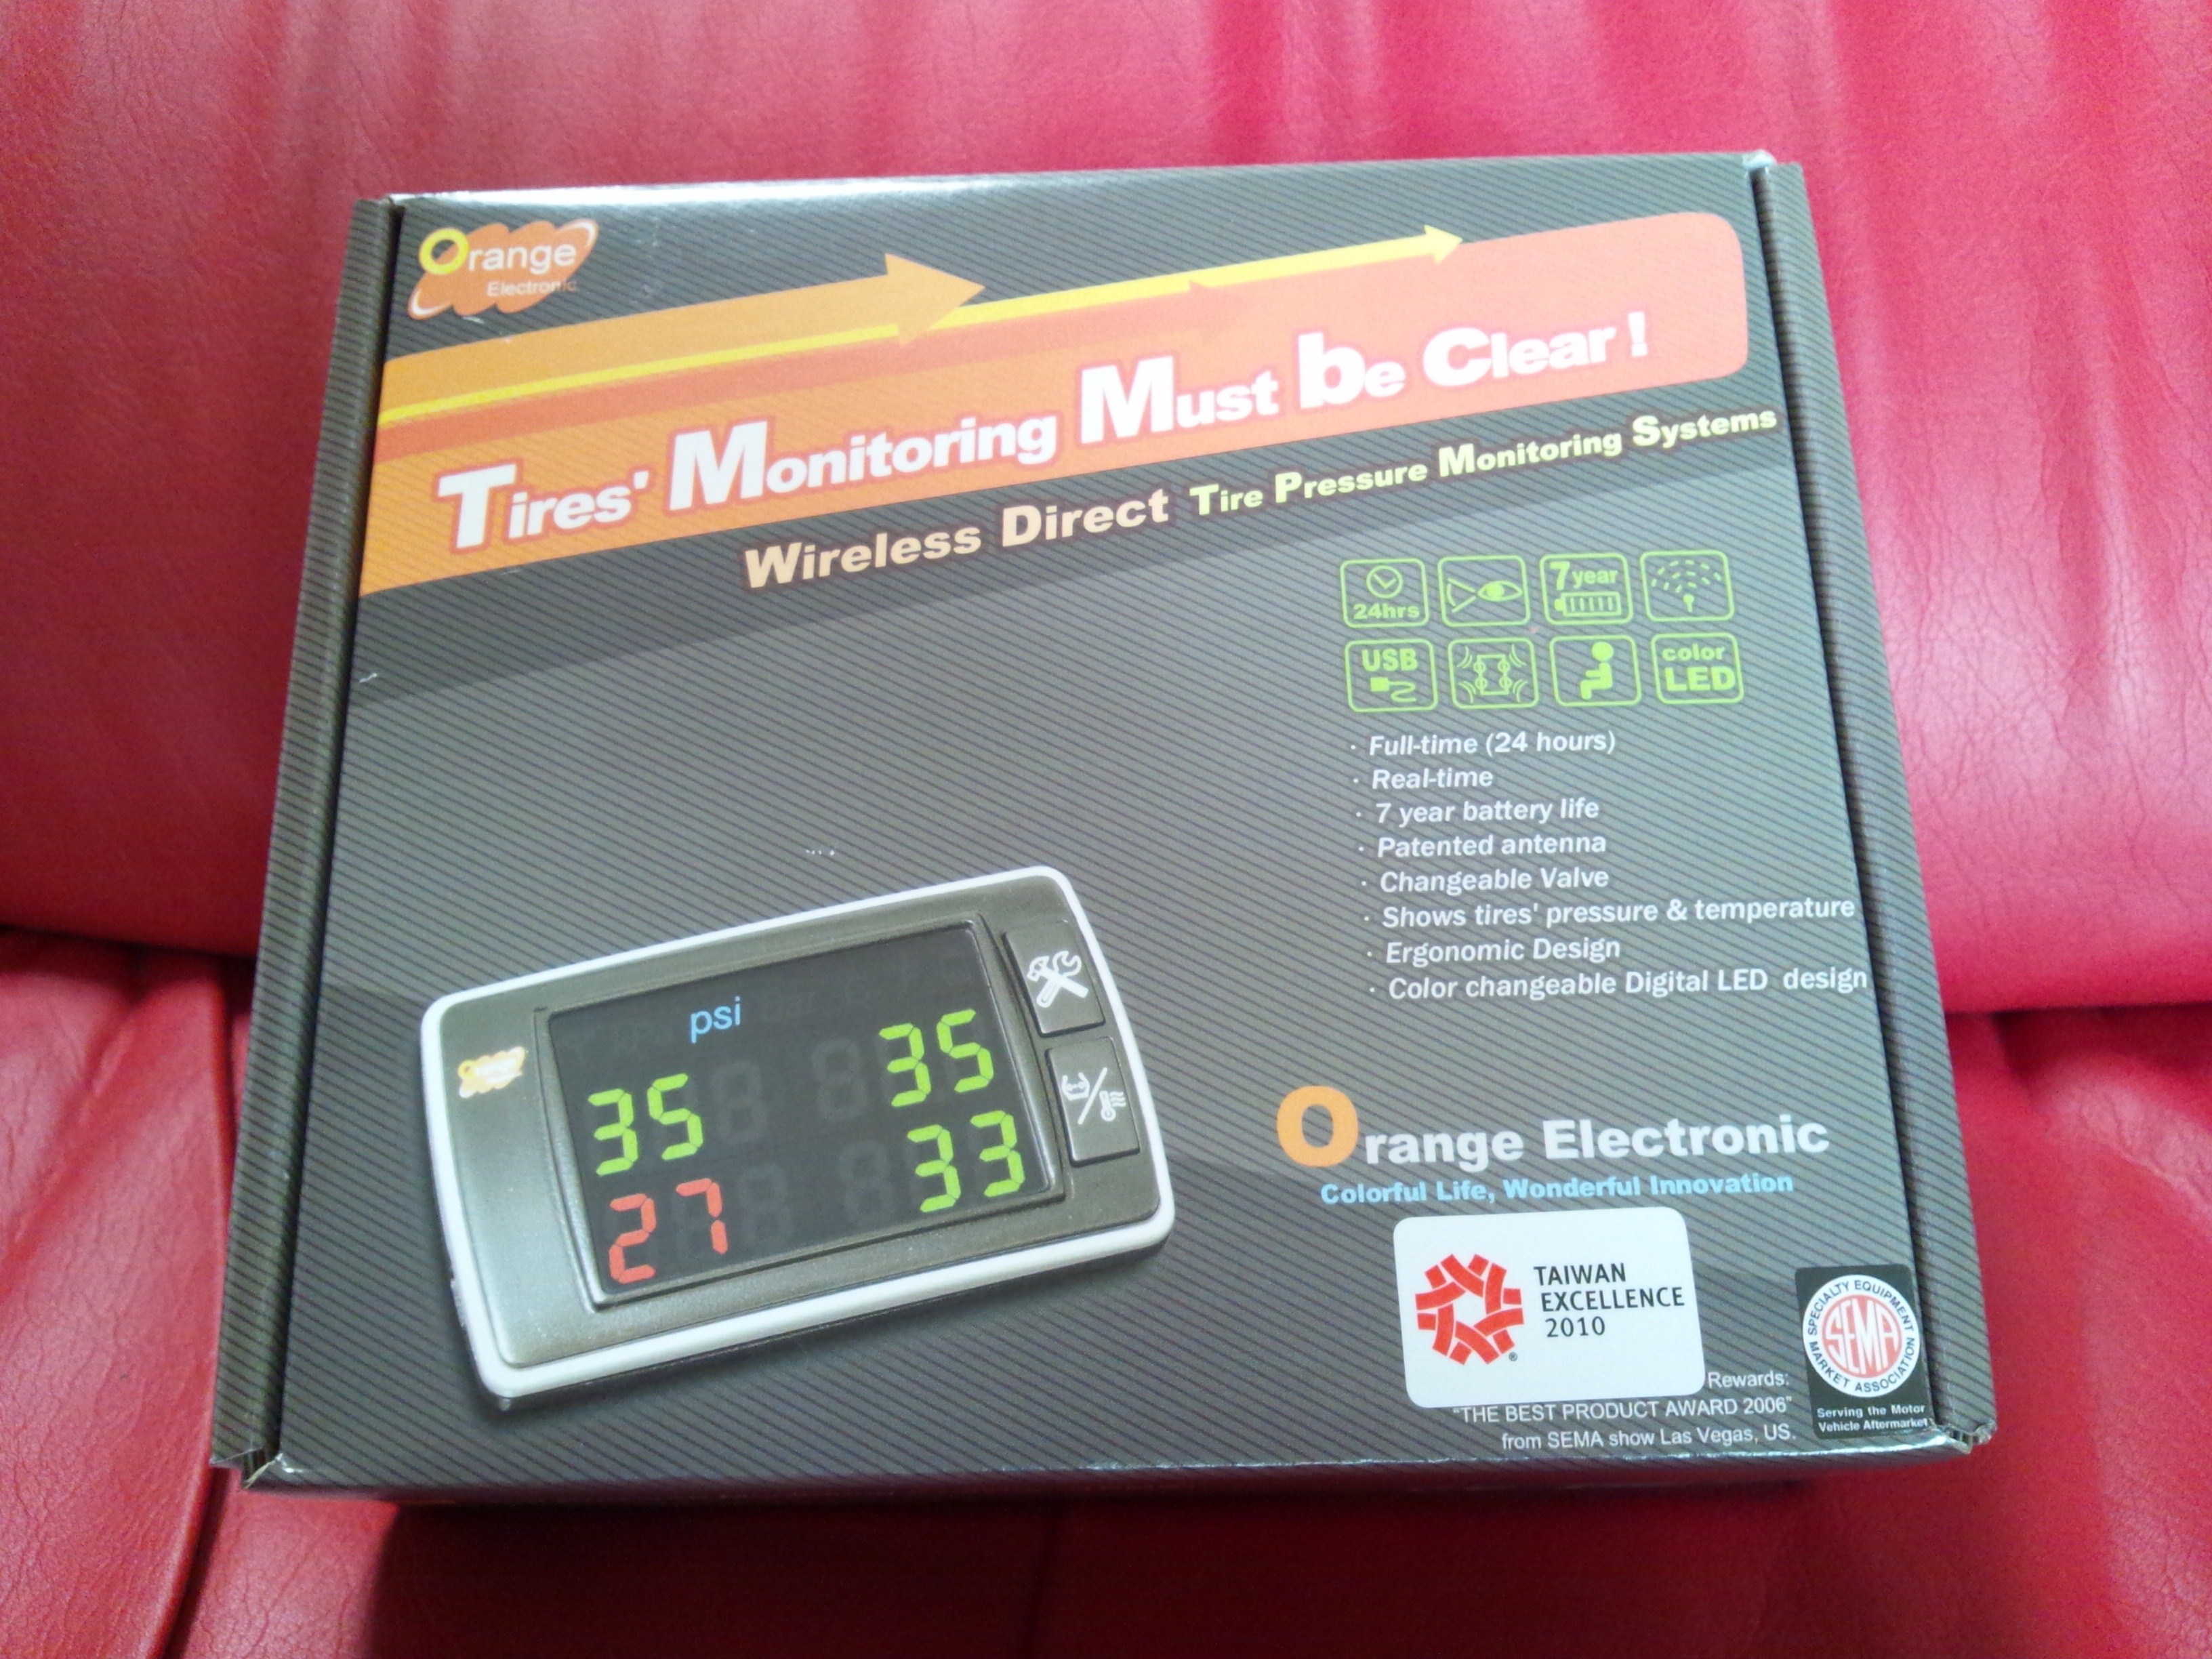 Orange
Electronic
Tires' Monitoring Must be Clear !
Wireless Direct Tire Pressure Monitoring Systems
24hrs
7 year
USB
color
LED
· Full-time (24 hours)
· Real-time
· 7 year battery life
· Patented antenna
· Changeable Valve
· Shows tires' pressure & temperature
· Ergonomic Design
· Color changeable Digital LED design
psi
35 35
27 33
Orange
Orange Electronic
Colorful Life, Wonderful Innovation
TAIWAN
EXCELLENCE
2010
®
Rewards:
"THE BEST PRODUCT AWARD 2006"
from SEMA show Las Vegas, US.
SPECIALTY EQUIPMENT
SEMA
MARKET ASSOCIATION
Serving the Motor
Vehicle Aftermarket